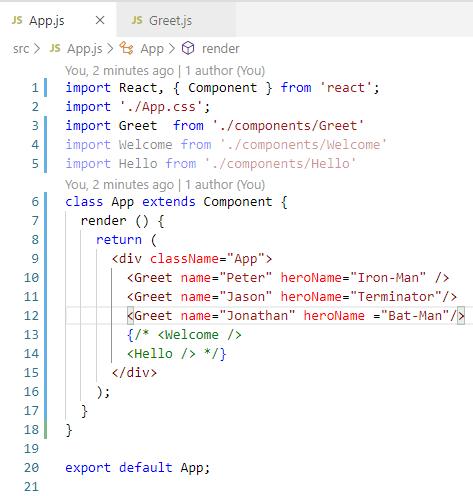 JS App.js × JS Greet.js
src > JS App.js > App > render
You, 2 minutes ago | 1 author (You)
1 import React, { Component } from 'react';
2 import './App.css';
3 import Greet  from './components/Greet'
4 import Welcome from './components/Welcome'
5 import Hello from './components/Hello'
You, 2 minutes ago | 1 author (You)
6 class App extends Component {
7   render () {
8     return (
9       <div className="App">
10         <Greet name="Peter" heroName="Iron-Man" />
11         <Greet name="Jason" heroName="Terminator"/>
12         <Greet name="Jonathan" heroName ="Bat-Man"/>
13         {/* <Welcome />
14         <Hello /> */}
15       </div>
16     );
17   }
18 }
19
20 export default App;
21